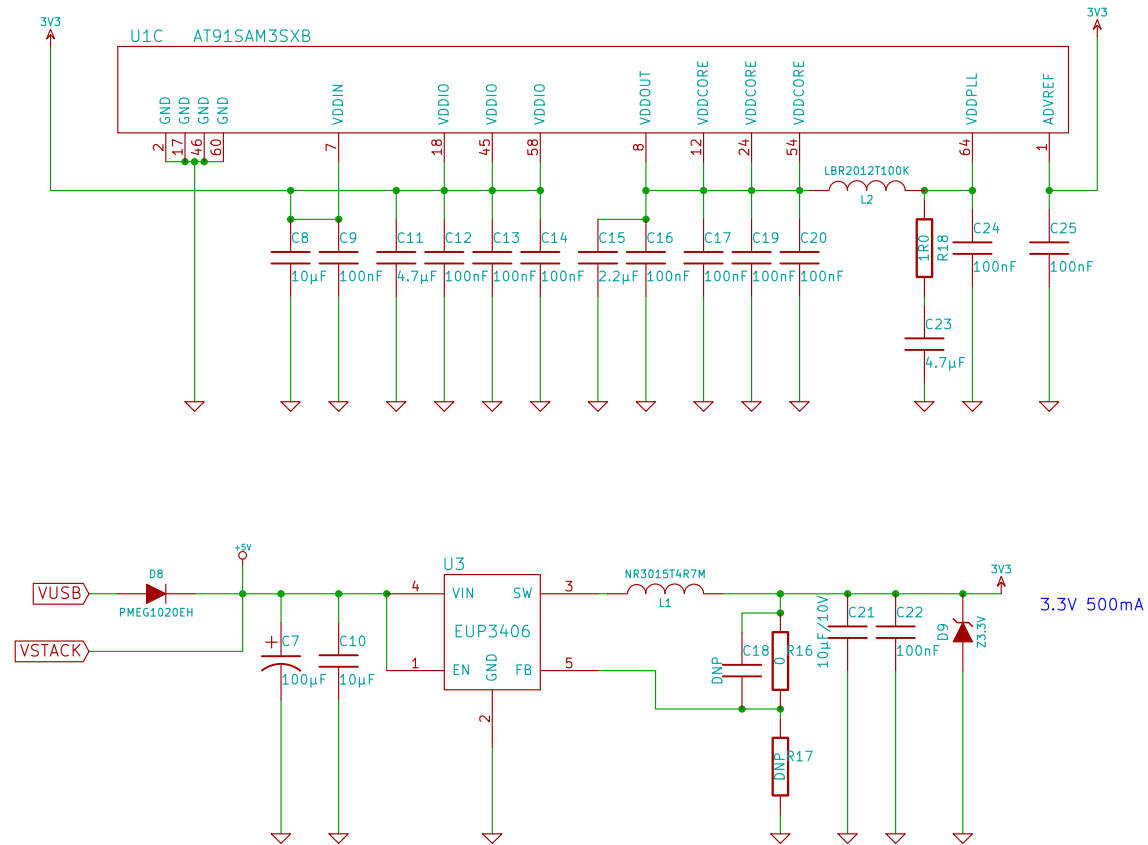 3V3
3V3
U1C AT91SAM3SXB
GND
GND
GND
GND
VDDIN
VDDIO
VDDIO
VDDIO
VDDOUT
VDDCORE
VDDCORE
VDDCORE
VDDPLL
ADVREF
2
17
46
60
7
18
45
58
8
12
24
54
64
1
LBR2012T100K
L2
C8
10µF
C9
100nF
C11
4.7µF
C12
100nF
C13
100nF
C14
100nF
C15
2.2µF
C16
100nF
C17
100nF
C19
100nF
C20
100nF
1R0
R18
C24
100nF
C25
100nF
C23
4.7µF
+5V
VUSB
D8
PMEG1020EH
VSTACK
C7
100µF
C10
10µF
U3
4
VIN
SW
3
EUP3406
1
EN
GND
FB
5
2
NR3015T4R7M
L1
C18
DNP
0
R16
DNP
R17
C21
10µF/10V
C22
100nF
D9
Z3.3V
3V3
3.3V 500mA